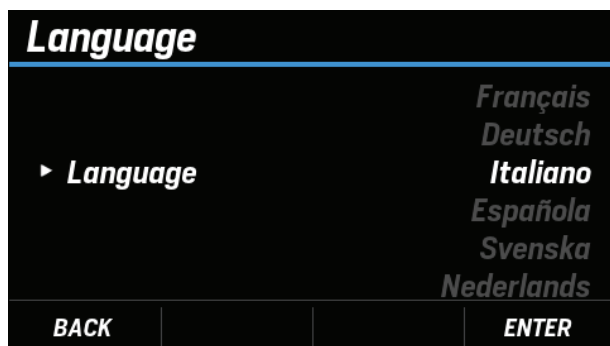 Language
Français
Deutsch
Language Italiano
Española
Svenska
Nederlands
BACK ENTER